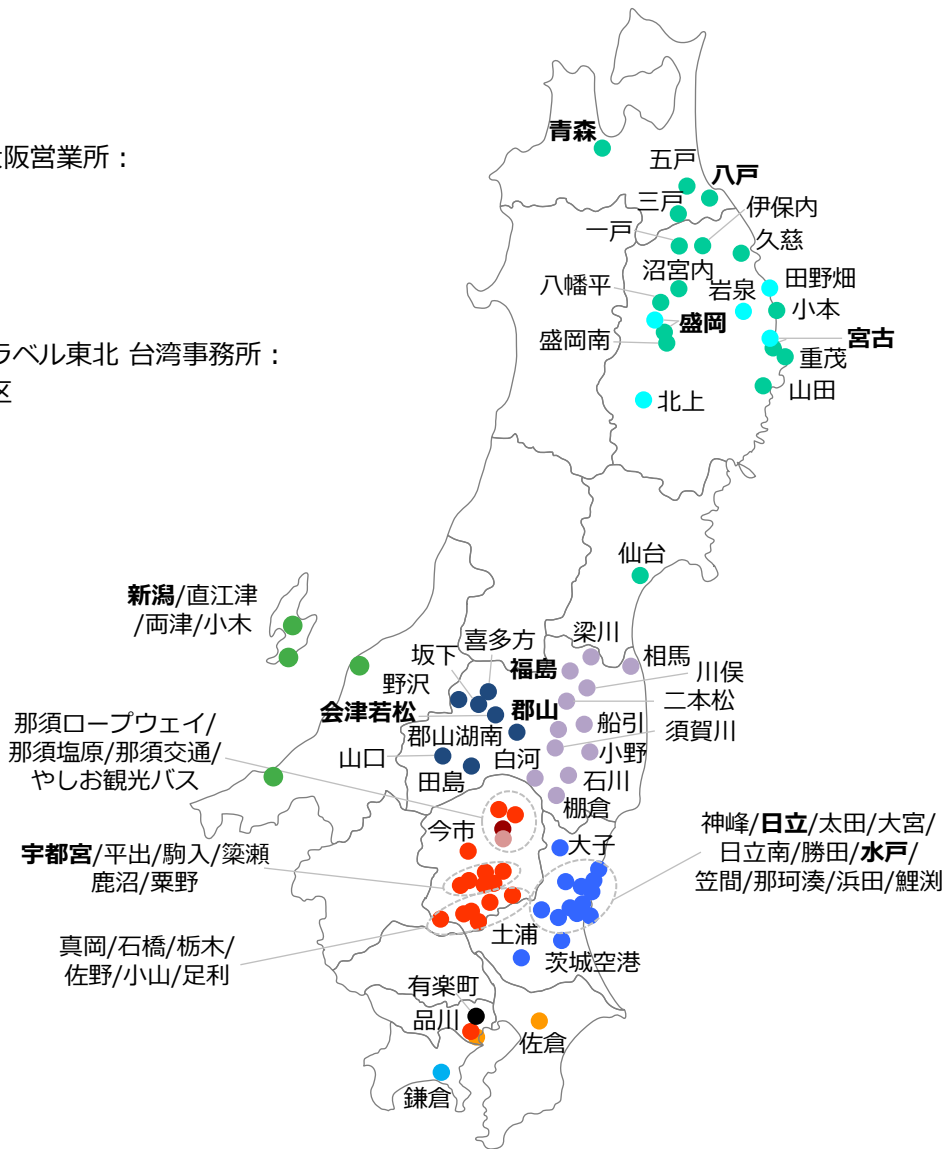 青森
大阪営業所：
五戸
八戸
三戸
伊保内
一戸
久慈
沼宮内
田野畑
八幡平
岩泉
小本
盛岡
宮古
盛岡南
ラベル東北 台湾事務所：
重茂
区
山田
北上
仙台
新潟/直江津
/両津/小木
梁川
喜多方
坂下
相馬
福島
川俣
野沢
二本松
会津若松
郡山
船引
須賀川
那須ロープウェイ/
那須塩原/那須交通/
やしお観光バス
郡山湖南
小野
山口
白河
田島
石川
棚倉
今市
大子
神峰/日立/太田/大宮/
日立南/勝田/水戸/
笠間/那珂湊/浜田/鯉渕
宇都宮/平出/駒入/簗瀬
鹿沼/粟野
真岡/石橋/栃木/
佐野/小山/足利
土浦
茨城空港
有楽町
品川
佐倉
鎌倉